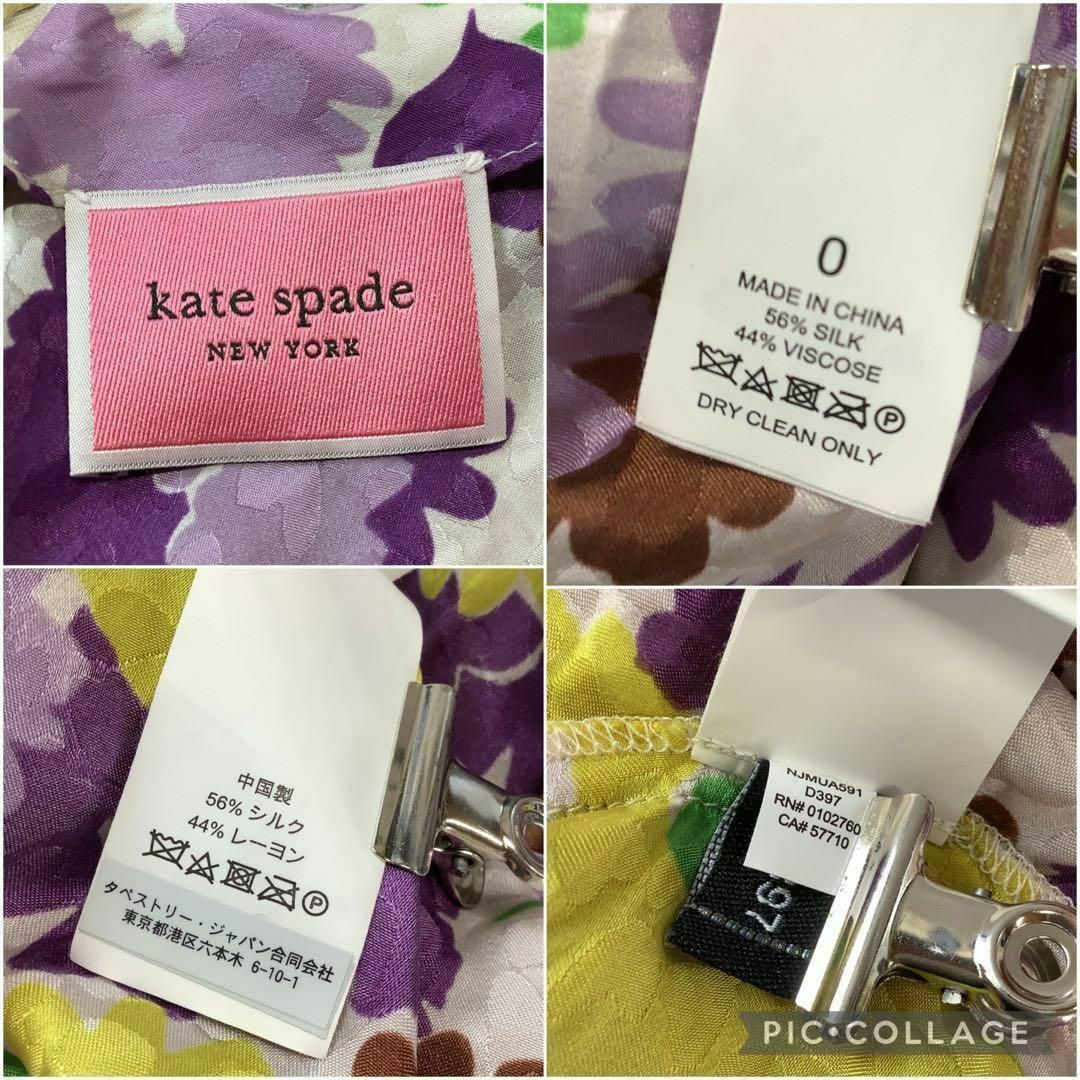 kate spade
NEW YORK
0
MADE IN CHINA
56% SILK
44% VISCOSE
DRY CLEAN ONLY
中国製
56% シルク
44% レーヨン
タペストリー・ジャパン合同会社
東京都港区六本木 6-10-1
NJMUA591
D397
RN# 0102760
CA# 57710
PIC•COLLAGE